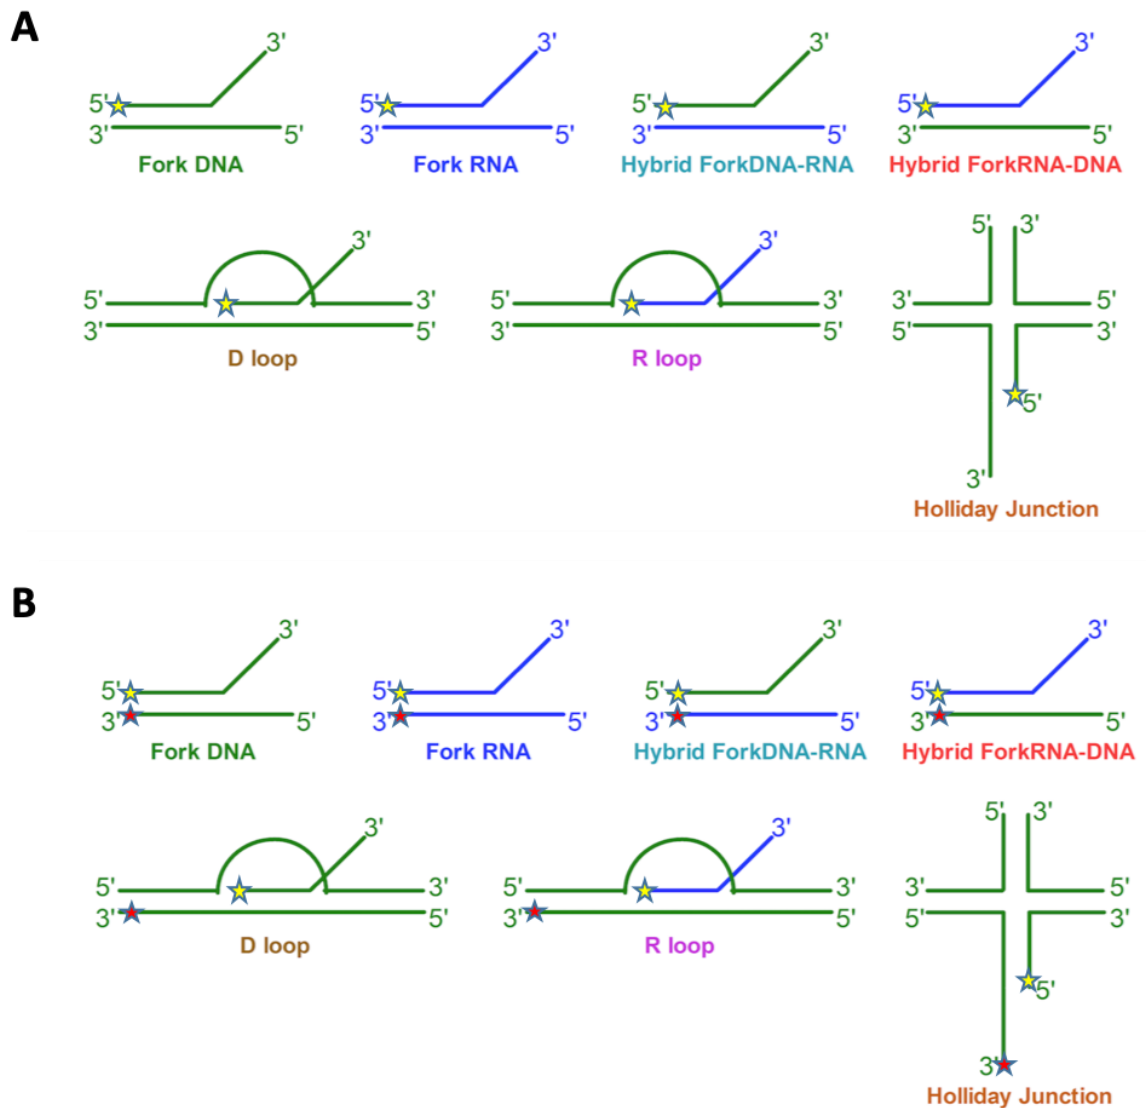 A
3' 3' 3' 3'
5' 5' 5' 5'
3' 5' 3' 5' 3' 5' 3' 5'
Fork DNA Fork RNA Hybrid ForkDNA-RNA Hybrid ForkRNA-DNA
5' 3'
3' 3'
5' 3' 5' 3' 3' 5'
3' 5' 3' 5' 5' 3'
D loop R loop
5'
3'
Holliday Junction
B
3' 3' 3' 3'
5' 5' 5' 5'
3' 5' 3' 5' 3' 5' 3' 5'
Fork DNA Fork RNA Hybrid ForkDNA-RNA Hybrid ForkRNA-DNA
5' 3'
3' 3'
5' 3' 5' 3' 3' 5'
3' 5' 3' 5' 5' 3'
D loop R loop
5'
3'
Holliday Junction